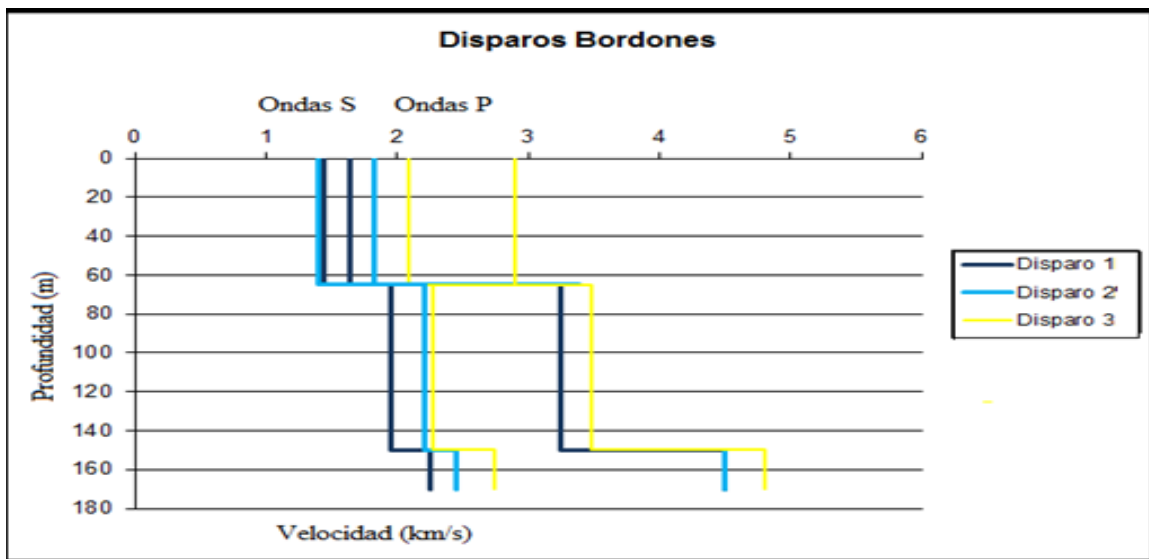 Disparos Bordones
Ondas S Ondas P
0 1 2 3 4 5 6
0
20
40
60
80
100
120
140
160
180
Profundidad (m)
Velocidad (km/s)
Disparo 1
Disparo 2'
Disparo 3